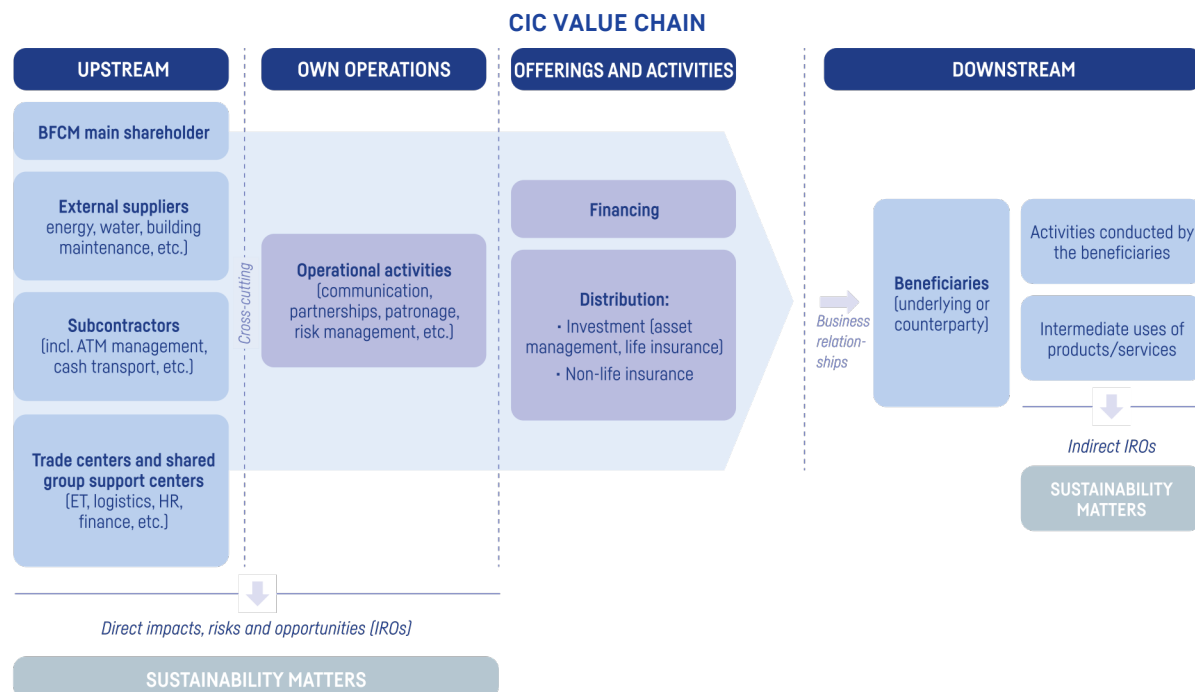 CIC VALUE CHAIN
UPSTREAM
BFCM main shareholder
External suppliers
energy, water, building
maintenance, etc.)
Subcontractors
(incl. ATM management,
cash transport, etc.)
Trade centers and shared
group support centers
(ET, logistics, HR,
finance, etc.)
Cross-cutting
OWN OPERATIONS
Operational activities
(communication,
partnerships, patronage,
risk management, etc.)
Direct impacts, risks and opportunities (IROs)
SUSTAINABILITY MATTERS
OFFERINGS AND ACTIVITIES
Financing
Distribution:
• Investment (asset
management, life insurance)
• Non-life insurance
DOWNSTREAM
Business
relation-
ships
Beneficiaries
(underlying or
counterparty)
Activities conducted by
the beneficiaries
Intermediate uses of
products/services
Indirect IROs
SUSTAINABILITY
MATTERS